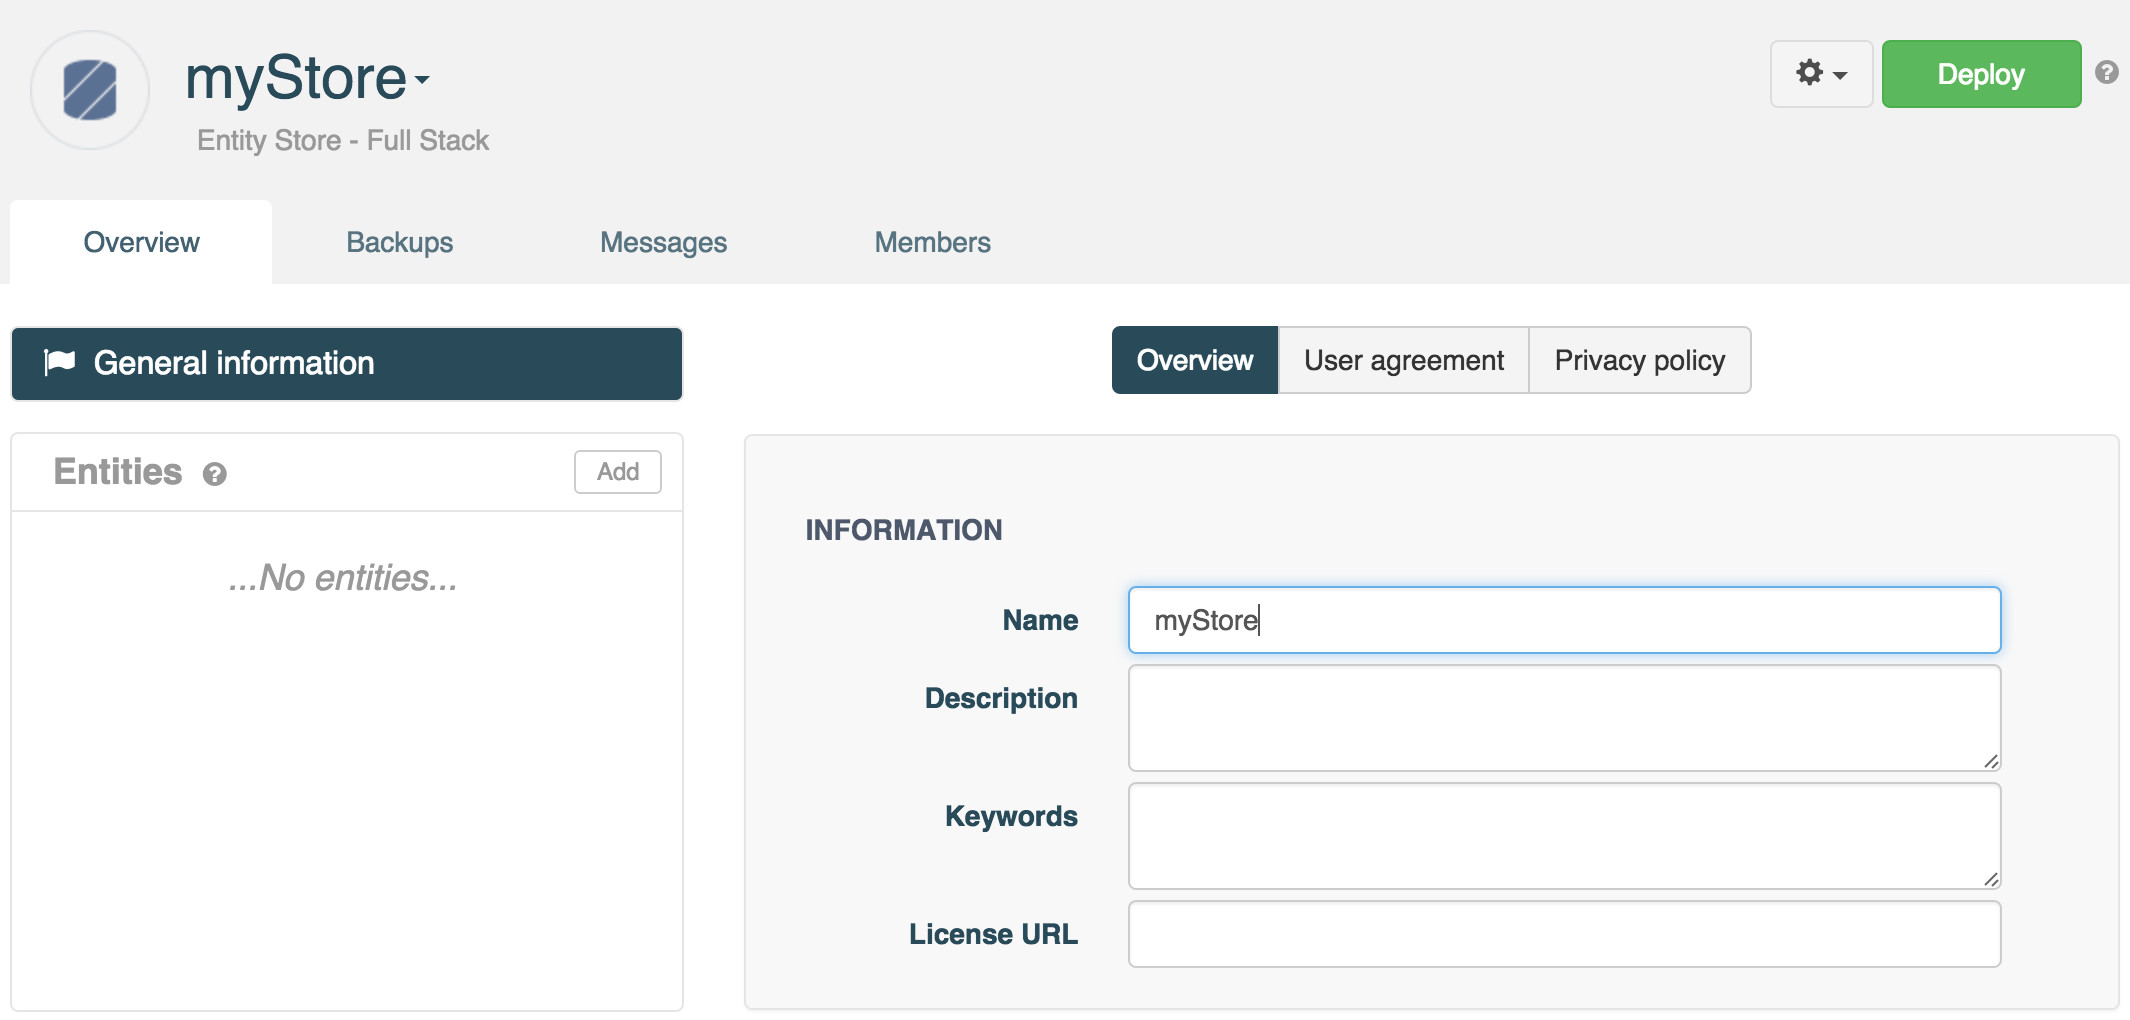 myStore
Entity Store - Full Stack
Deploy
?
Overview
Backups
Messages
Members
General information
Overview
User agreement
Privacy policy
Entities ?
Add
...No entities...
INFORMATION
Name
myStore
Description
Keywords
License URL